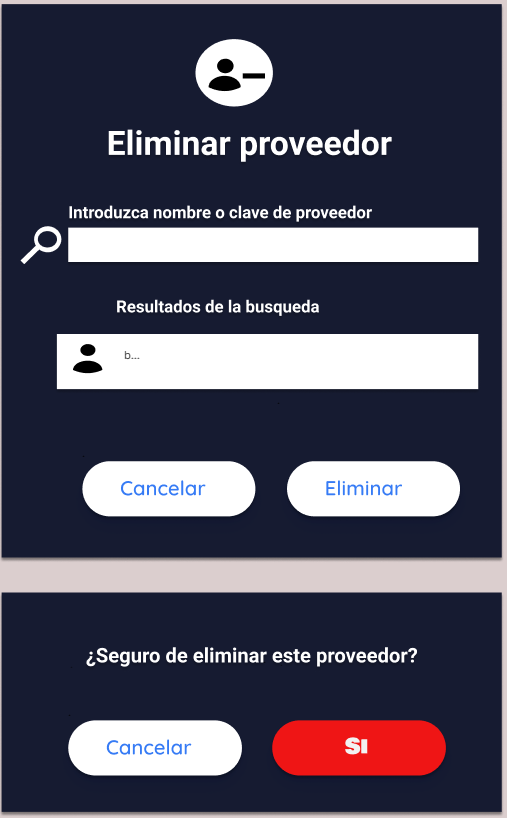 Eliminar proveedor
Introduzca nombre o clave de proveedor
Resultados de la busqueda
b...
Cancelar
Eliminar
¿Seguro de eliminar este proveedor?
Cancelar
SI